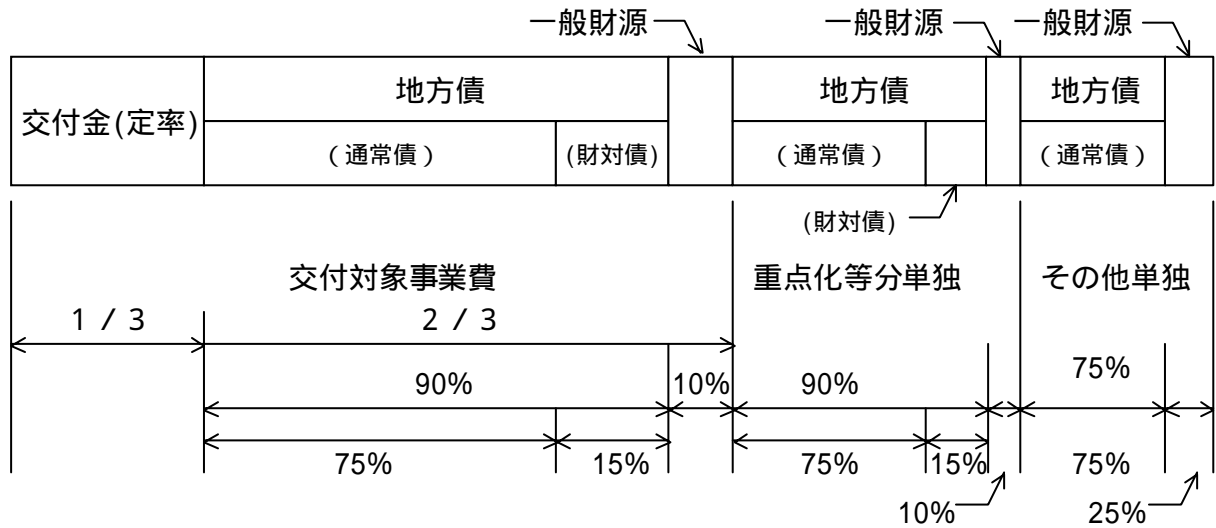 一般財源 一般財源 一般財源
交付金(定率) 地方債 地方債 地方債
(通常債) (財対債) (通常債) (通常債)
(財対債)
交付対象事業費 重点化等分単独 その他単独
1/3 2/3
90% 10% 90% 75%
75% 15% 75% 15% 75%
10% 25%